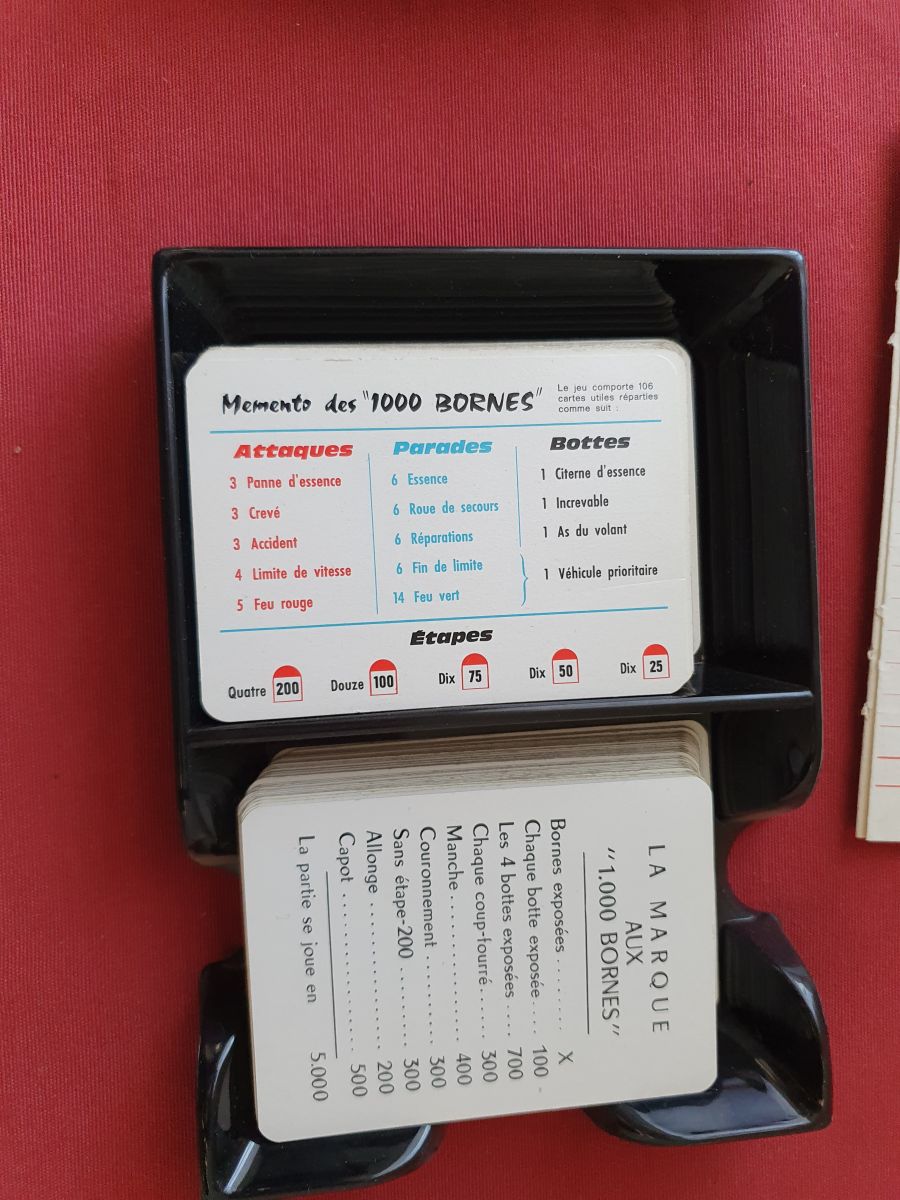 Memento des "1000 BORNES"
Le jeu comporte 106
cartes utiles réparties
comme suit :
Attaques
3 Panne d'essence
3 Crevé
3 Accident
4 Limite de vitesse
5 Feu rouge
Parades
6 Essence
6 Roue de secours
6 Réparations
6 Fin de limite
14 Feu vert
Bottes
1 Citerne d'essence
1 Increvable
1 As du volant
1 Véhicule prioritaire
Étapes
Quatre 200 Douze 100 Dix 75 Dix 50 Dix 25
LA MARQUE
AUX
"1.000 BORNES"
Bornes exposées ........ X
Chaque botte exposée.... 100
Les 4 bottes exposées .... 700
Chaque coup-fourré.... 300
Manche ............ 400
Couronnement ........ 300
Sans étape-200 ........ 300
Allonge ............ 200
Capot .............. 500
La partie se joue en 5.000